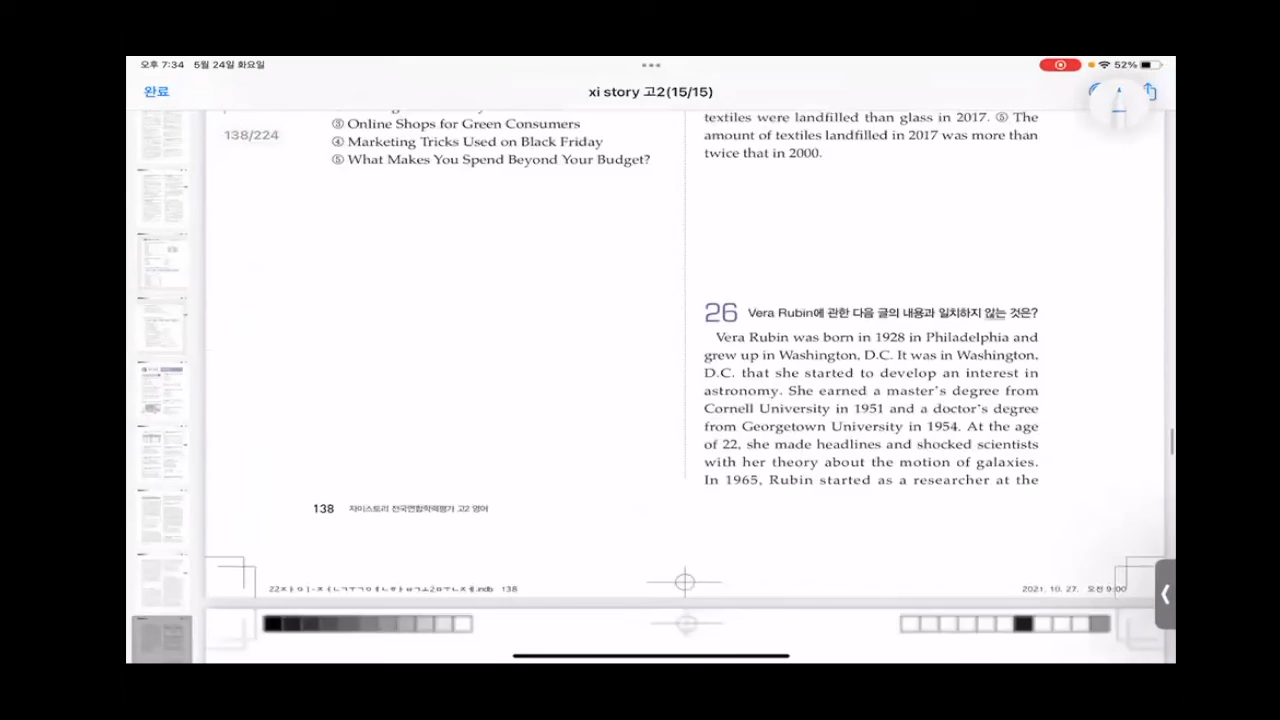 오후 7:34 5월 24일 화요일
52%
완료
xi story 고2(15/15)
138/224
③ Online Shops for Green Consumers
④ Marketing Tricks Used on Black Friday
⑤ What Makes You Spend Beyond Your Budget?
138 자이스토리 전국연합학력평가 고2 영어
textiles were landfilled than glass in 2017. ⑤ The
amount of textiles landfilled in 2017 was more than
twice that in 2000.
26 Vera Rubin에 관한 다음 글의 내용과 일치하지 않는 것은?
Vera Rubin was born in 1928 in Philadelphia and
grew up in Washington, D.C. It was in Washington,
D.C. that she started to develop an interest in
astronomy. She earned a master's degree from
Cornell University in 1951 and a doctor's degree
from Georgetown University in 1954. At the age
of 22, she made headlines and shocked scientists
with her theory about the motion of galaxies.
In 1965, Rubin started as a researcher at the
138
2021. 10. 27. 오전 9:00